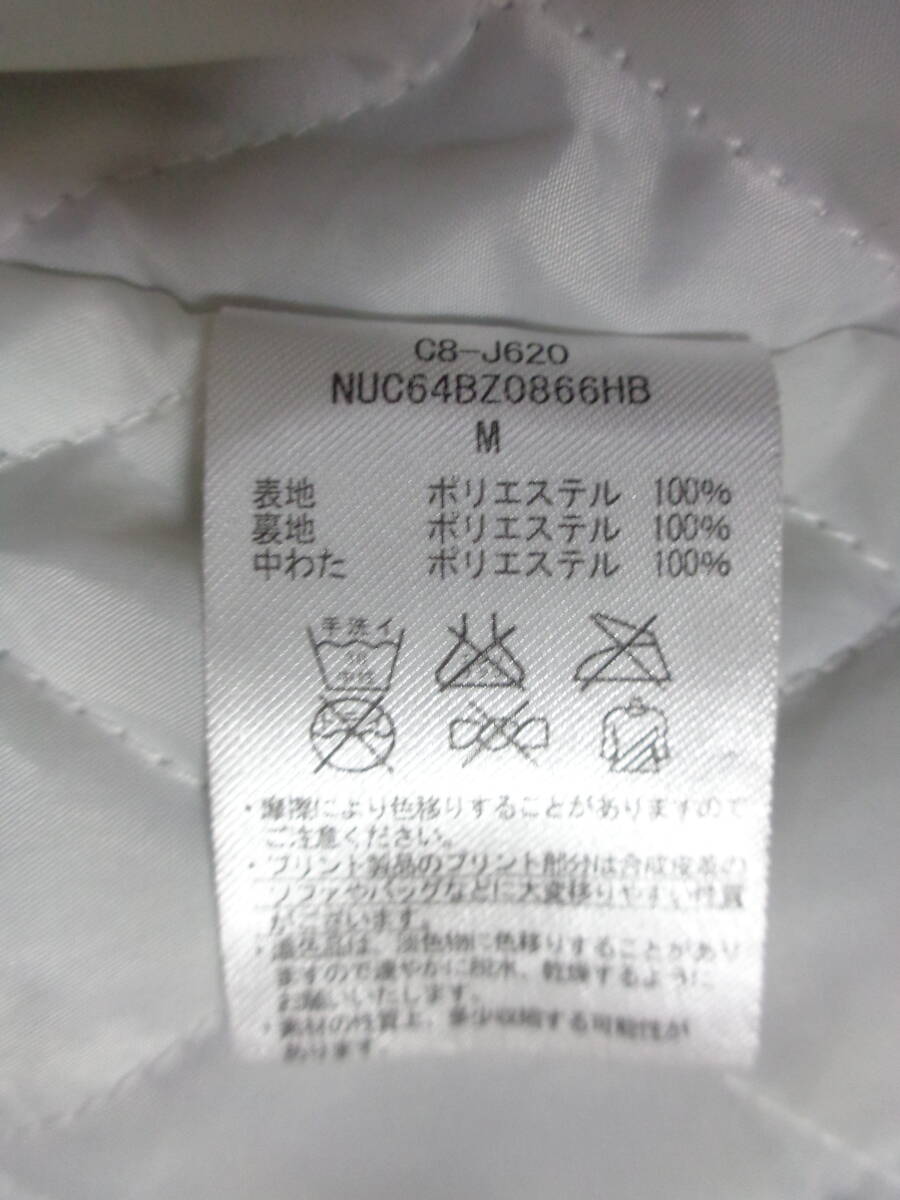 C8-J620
NUC64BZ0866HB
M
表地 ポリエステル 100%
裏地 ポリエステル 100%
中わた ポリエステル 100%
手洗イ
30
中性
ドライ
・摩擦により色移りすることがありますので
ご注意ください。
・プリント製品のプリント部分は合成皮革の
ソファやバッグなどに大変移りやすい性質
がございます。
は、淡色物に色移りすることがあり
ますので速やかに脱水、乾燥するように
お願いいたします。
・素材の性質上、多少収縮する可能性が
あります。